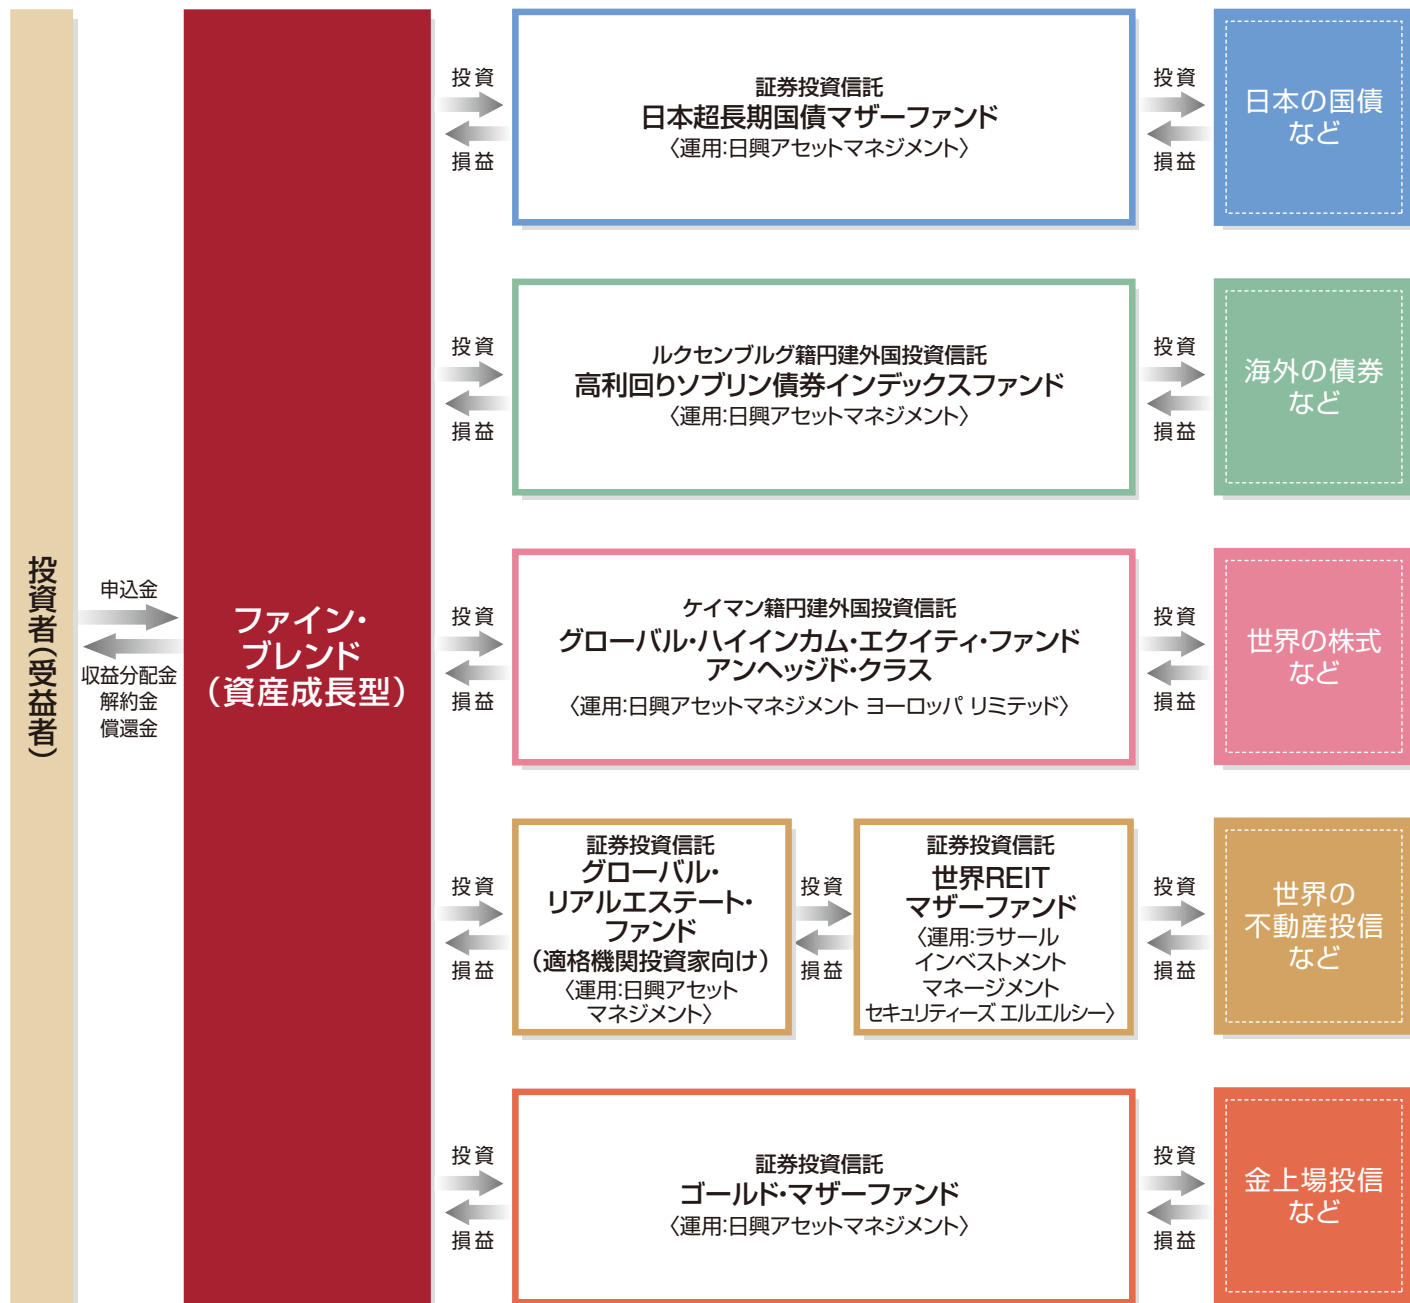 投資者(受益者)
申込金
収益分配金
解約金
償還金
ファイン・
ブレンド
(資産成長型)
投資
損益
証券投資信託
日本超長期国債マザーファンド
〈運用:日興アセットマネジメント〉
投資
損益
日本の国債
など
投資
損益
ルクセンブルグ籍円建外国投資信託
高利回りソブリン債券インデックスファンド
〈運用:日興アセットマネジメント〉
投資
損益
海外の債券
など
投資
損益
ケイマン籍円建外国投資信託
グローバル・ハイインカム・エクイティ・ファンド
アンヘッジド・クラス
〈運用:日興アセットマネジメント ヨーロッパ リミテッド〉
投資
損益
世界の株式
など
投資
損益
証券投資信託
グローバル・
リアルエステート・
ファンド
(適格機関投資家向け)
〈運用:日興アセット
マネジメント〉
投資
損益
証券投資信託
世界REIT
マザーファンド
〈運用:ラサール
インベストメント
マネージメント
セキュリティーズ エルエルシー〉
投資
損益
世界の
不動産投信
など
投資
損益
証券投資信託
ゴールド・マザーファンド
〈運用:日興アセットマネジメント〉
投資
損益
金上場投信
など